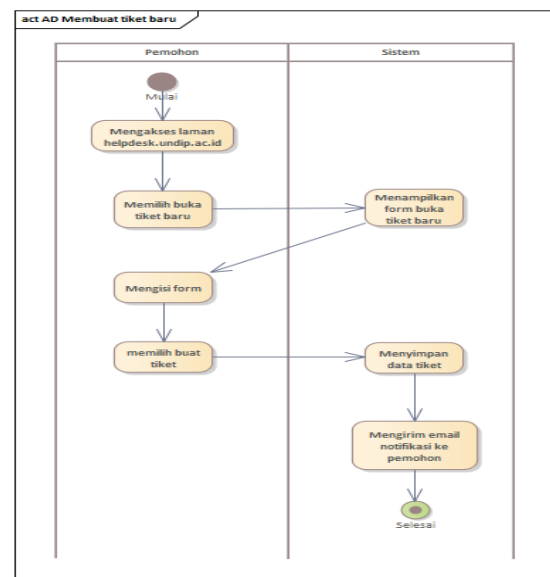 act AD Membuat tiket baru
Pemohon
Sistem
Mulai
Mengakses laman
helpdesk.undip.ac.id
Memilih buka
tiket baru
Menampilkan
form buka
tiket baru
Mengisi form
memilih buat
tiket
Menyimpan
data tiket
Mengirim email
notifikasi ke
pemohon
Selesai